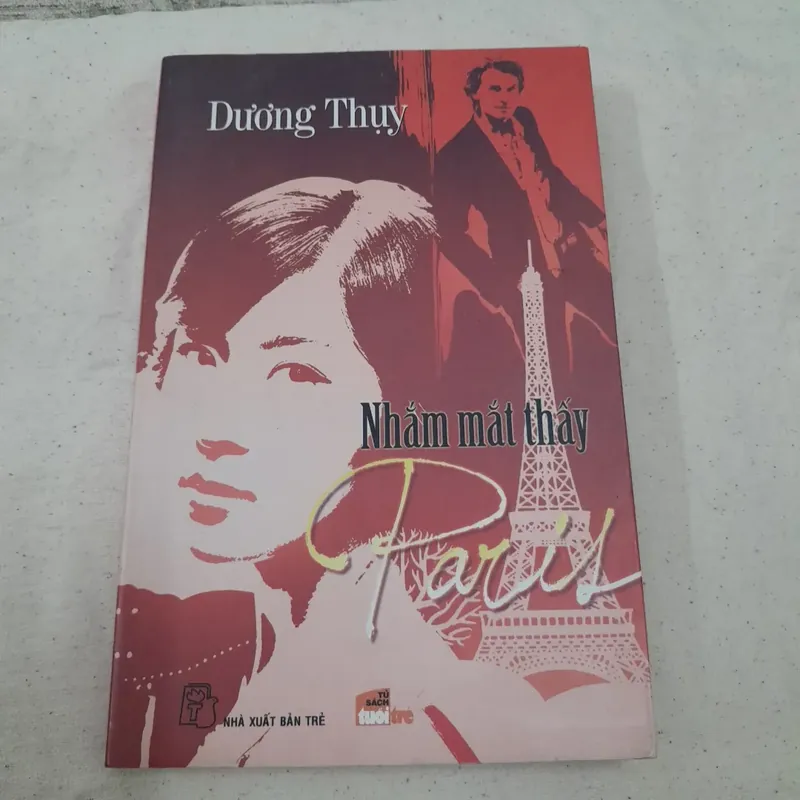 Dương Thụy
Nhắm mắt thấy
Paris
T
NHÀ XUẤT BẢN TRẺ
TỦ
SÁCH
tuổi trẻ